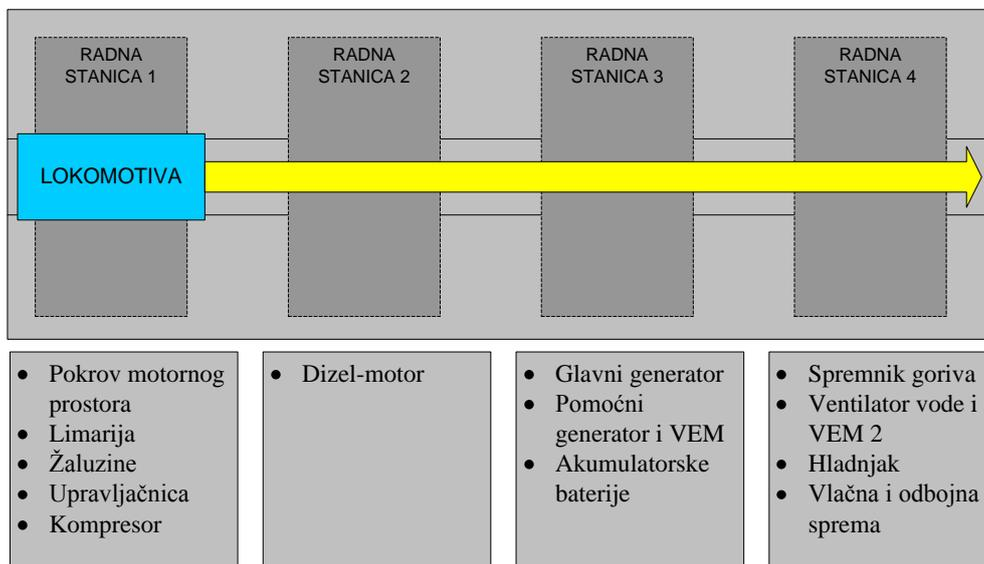 RADNA
STANICA 1
RADNA
STANICA 2
RADNA
STANICA 3
RADNA
STANICA 4
LOKOMOTIVA
• Pokrov motornog
prostora
• Limarija
• Žaluzine
• Upravljačnica
• Kompresor
• Dizel-motor
• Glavni generator
• Pomoćni
generator i VEM
• Akumulatorske
baterije
• Spremnik goriva
• Ventilator vode i
VEM 2
• Hladnjak
• Vlačna i odbojna
sprema